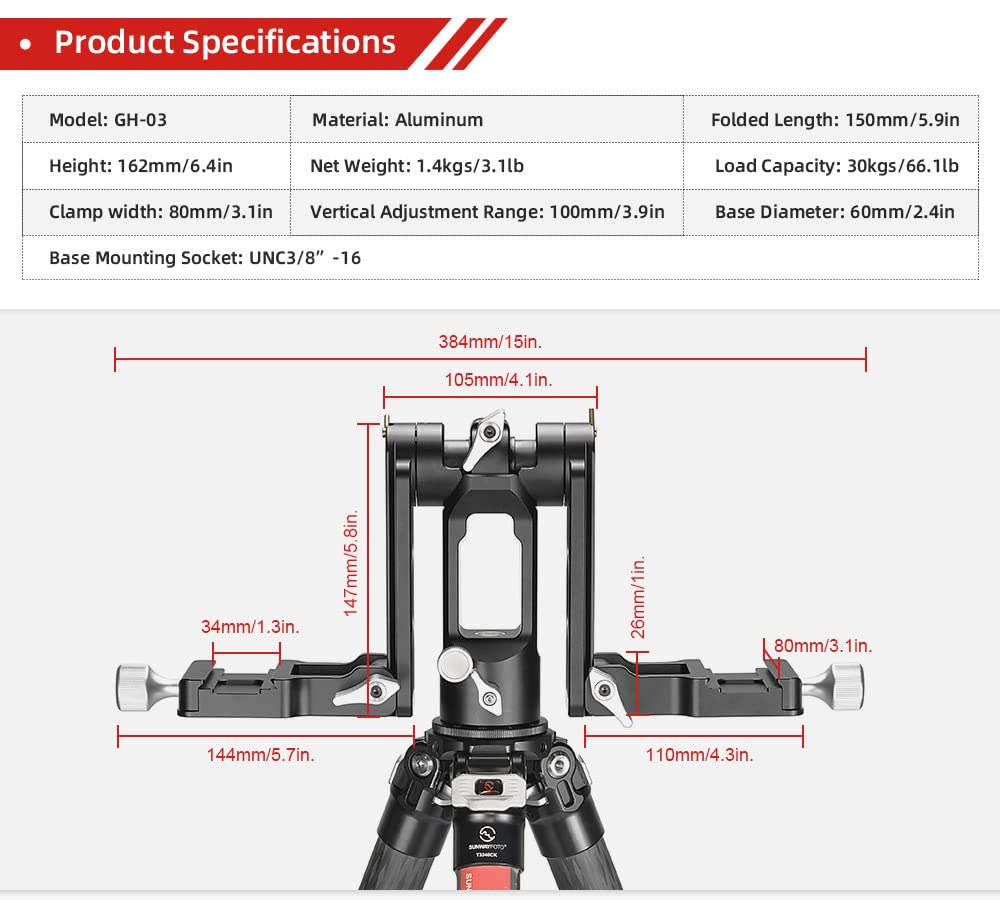 Product Specifications
Model: GH-03
Material: Aluminum
Folded Length: 150mm/5.9in
Height: 162mm/6.4in
Net Weight: 1.4kgs/3.1lb
Load Capacity: 30kgs/66.1lb
Clamp width: 80mm/3.1in
Vertical Adjustment Range: 100mm/3.9in
Base Diameter: 60mm/2.4in
Base Mounting Socket: UNC3/8” -16
384mm/15in.
105mm/4.1in.
147mm/5.8in.
26mm/1in.
34mm/1.3in.
80mm/3.1in.
144mm/5.7in.
110mm/4.3in.
SUNWAYFOTO®
T3240CK
SUN